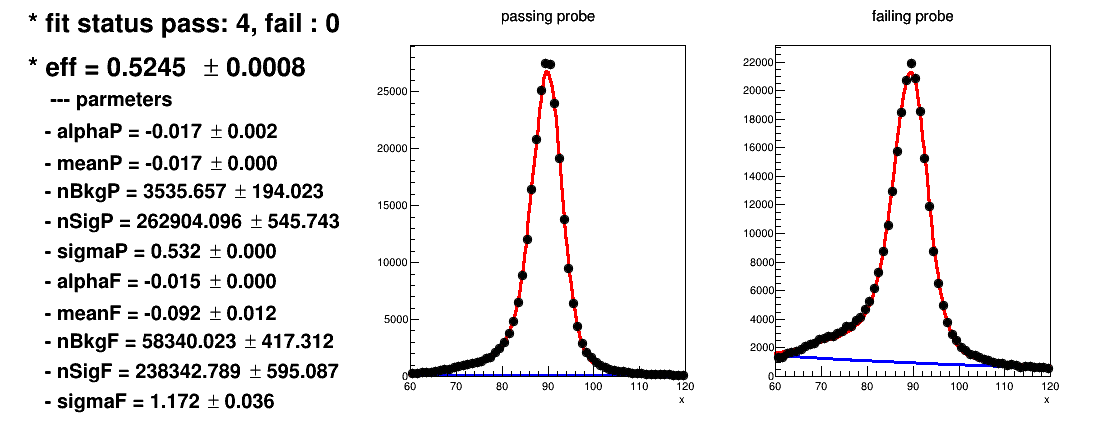 * fit status pass: 4, fail : 0
* eff = 0.5245 ± 0.0008
--- parmeters
- alphaP = -0.017 ± 0.002
- meanP = -0.017 ± 0.000
- nBkgP = 3535.657 ± 194.023
- nSigP = 262904.096 ± 545.743
- sigmaP = 0.532 ± 0.000
- alphaF = -0.015 ± 0.000
- meanF = -0.092 ± 0.012
- nBkgF = 58340.023 ± 417.312
- nSigF = 238342.789 ± 595.087
- sigmaF = 1.172 ± 0.036
passing probe
25000
20000
15000
10000
5000
0
60 70 80 90 100 110 120
x
failing probe
22000
20000
18000
16000
14000
12000
10000
8000
6000
4000
2000
0
60 70 80 90 100 110 120
x